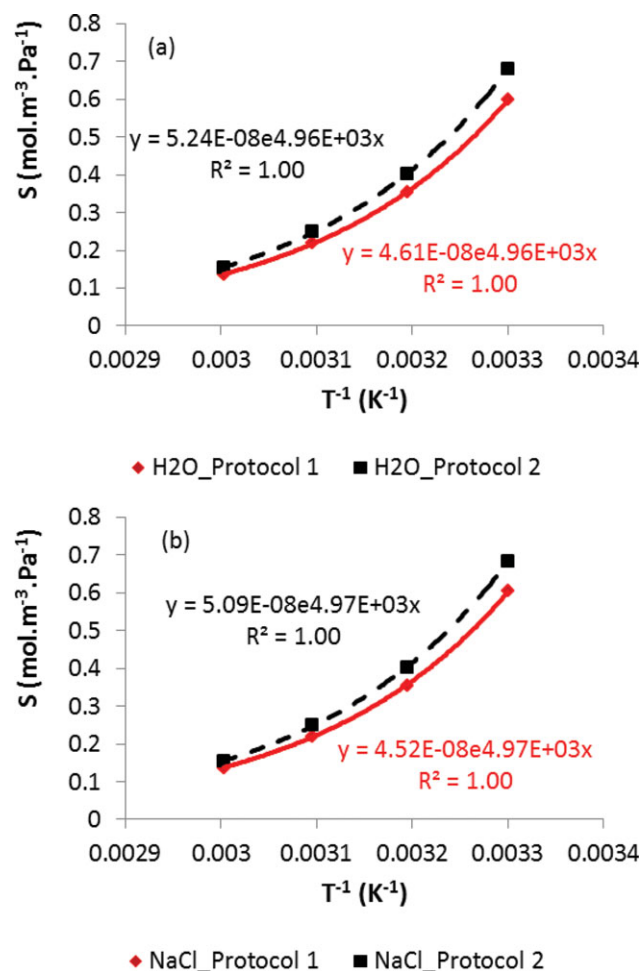 (a)
S (mol.m⁻³.Pa⁻¹)
0.8
0.7
0.6
0.5
0.4
0.3
0.2
0.1
0
y = 5.24E-08e4.96E+03x
R² = 1.00
y = 4.61E-08e4.96E+03x
R² = 1.00
0.0029 0.003 0.0031 0.0032 0.0033 0.0034
T⁻¹ (K⁻¹)
H2O_Protocol 1 H2O_Protocol 2
(b)
S (mol.m⁻³.Pa⁻¹)
0.8
0.7
0.6
0.5
0.4
0.3
0.2
0.1
0
y = 5.09E-08e4.97E+03x
R² = 1.00
y = 4.52E-08e4.97E+03x
R² = 1.00
0.0029 0.003 0.0031 0.0032 0.0033 0.0034
T⁻¹ (K⁻¹)
NaCl_Protocol 1 NaCl_Protocol 2